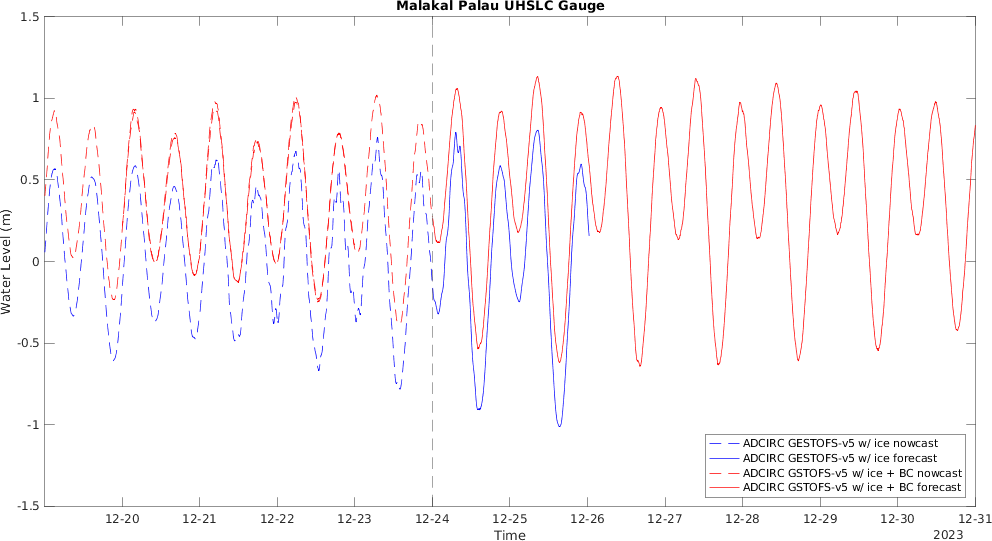 Malakal Palau UHSLC Gauge
1.5
1
0.5
0
-0.5
-1
-1.5
Water Level (m)
ADCIRC GESTOFS-v5 w/ ice nowcast
ADCIRC GESTOFS-v5 w/ ice forecast
ADCIRC GSTOFS-v5 w/ ice + BC nowcast
ADCIRC GSTOFS-v5 w/ ice + BC forecast
12-20 12-21 12-22 12-23 12-24 12-25 12-26 12-27 12-28 12-29 12-30 12-31
Time
2023